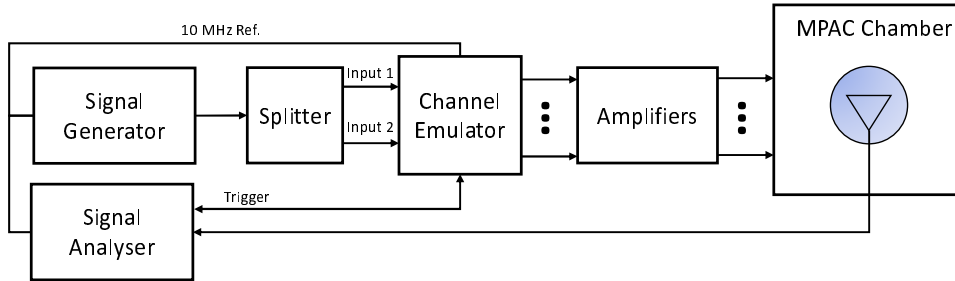 10 MHz Ref.
MPAC Chamber
Signal
Generator
Splitter
Input 1
Input 2
Channel
Emulator
Amplifiers
Trigger
Signal
Analyser